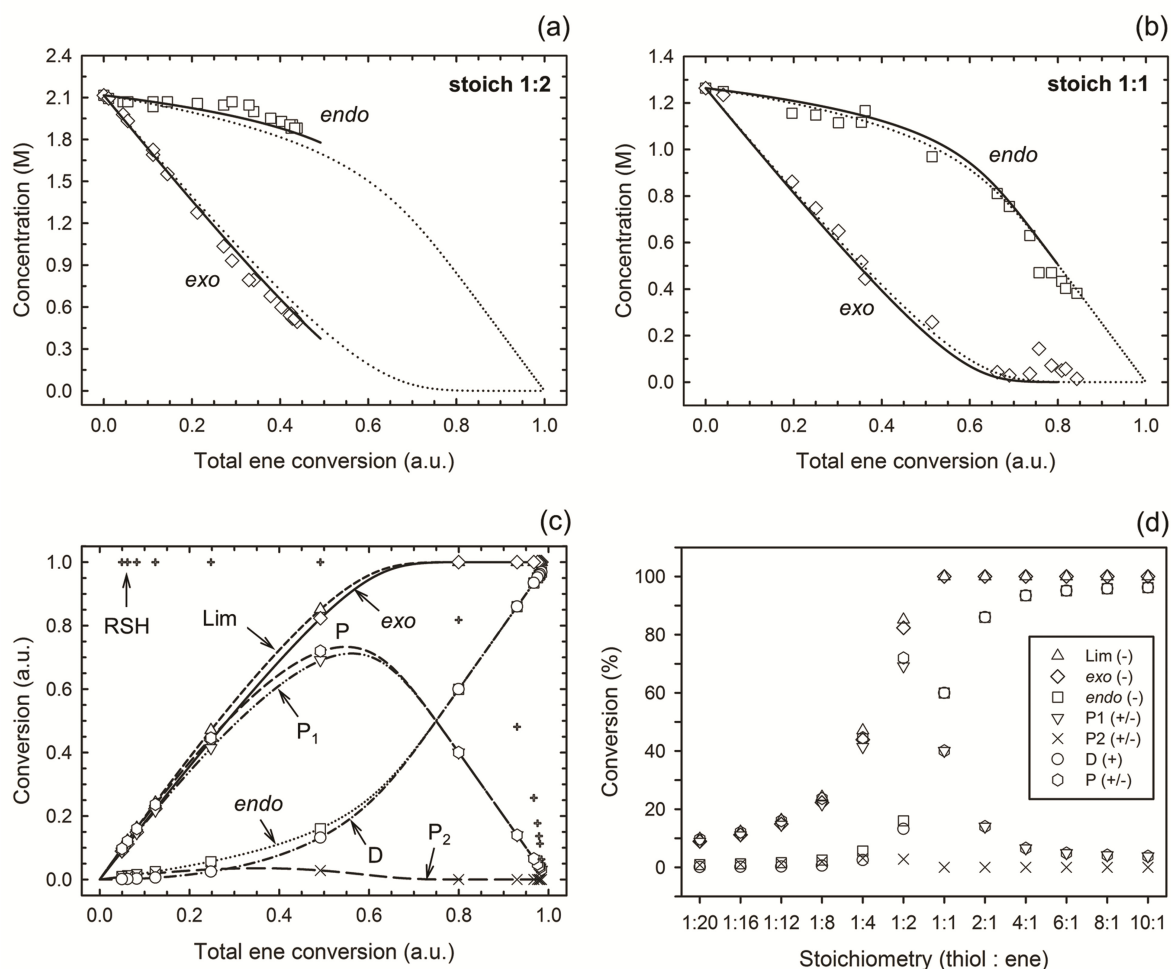 (a)
stoich 1:2
endo
exo
Concentration (M)
2.4
2.1
1.8
1.5
1.2
0.9
0.6
0.3
0.0
0.0 0.2 0.4 0.6 0.8 1.0
Total ene conversion (a.u.)
(b)
stoich 1:1
endo
exo
Concentration (M)
1.4
1.2
1.0
0.8
0.6
0.4
0.2
0.0
0.0 0.2 0.4 0.6 0.8 1.0
Total ene conversion (a.u.)
(c)
RSH
Lim
exo
P
P1
endo
D
P2
Conversion (a.u.)
1.0
0.8
0.6
0.4
0.2
0.0
0.0 0.2 0.4 0.6 0.8 1.0
Total ene conversion (a.u.)
(d)
Conversion (%)
100
80
60
40
20
0
Lim (-)
exo (-)
endo (-)
P1 (+/-)
P2 (+/-)
D (+)
P (+/-)
1:20 1:16 1:12 1:8 1:4 1:2 1:1 2:1 4:1 6:1 8:1 10:1
Stoichiometry (thiol : ene)